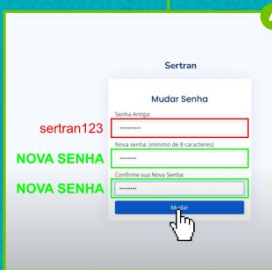 Sertran
Mudar Senha
Senha Antiga:
sertran123
Nova senha: (mínimo de 8 caracteres)
NOVA SENHA
Confirme sua Nova Senha:
NOVA SENHA
Mudar